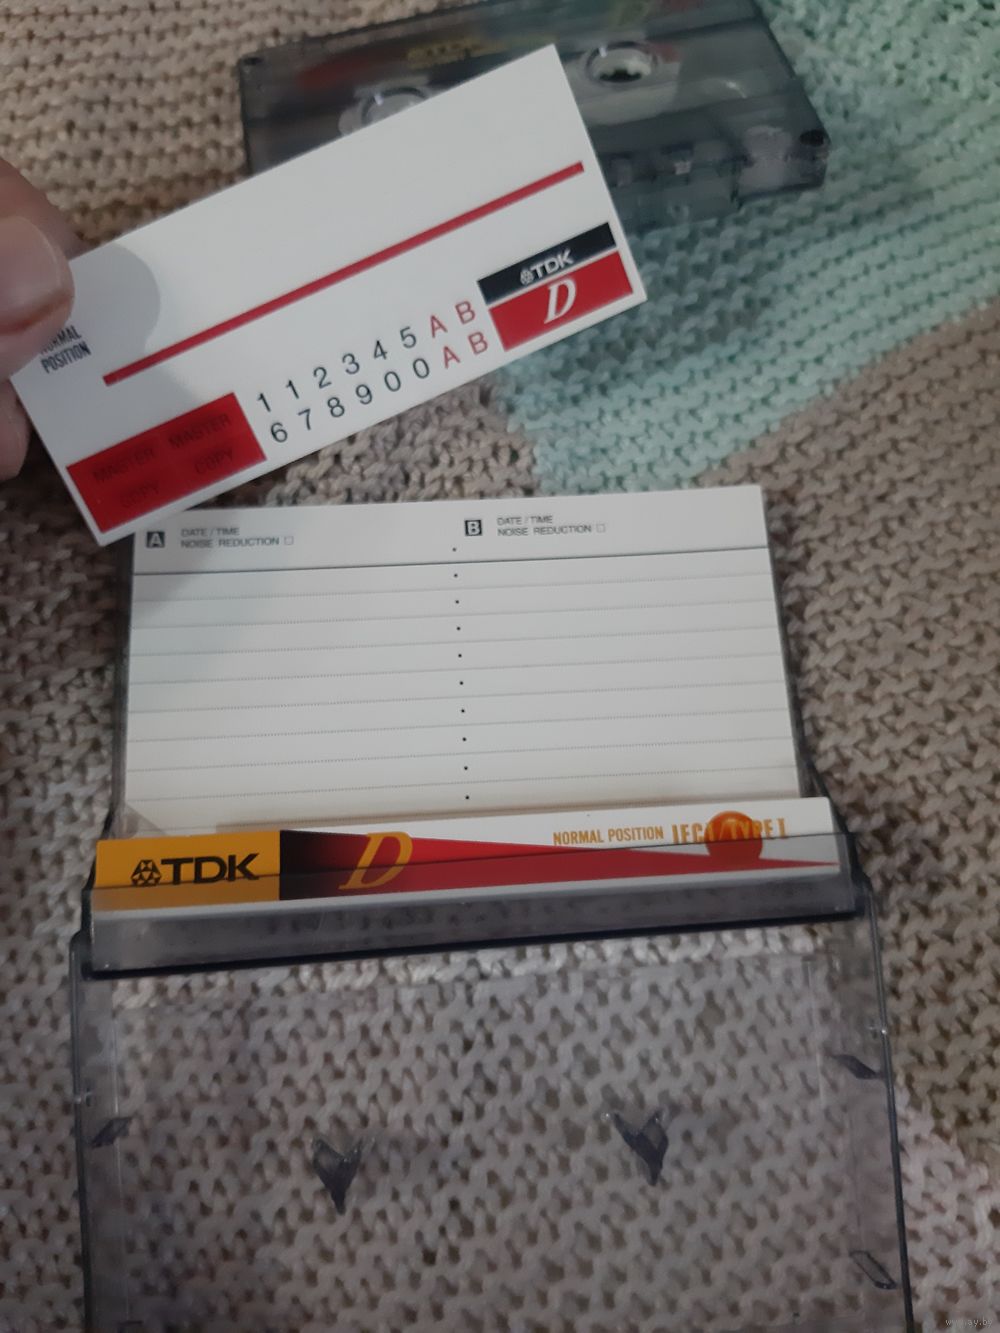 NORMAL
POSITION
TDK
D
1 1 2 3 4 5 A B
6 7 8 9 0 0 A B
MASTER MASTER
COPY COPY
A DATE / TIME
NOISE REDUCTION
B DATE / TIME
NOISE REDUCTION
TDK D NORMAL POSITION IECI/TYPE I